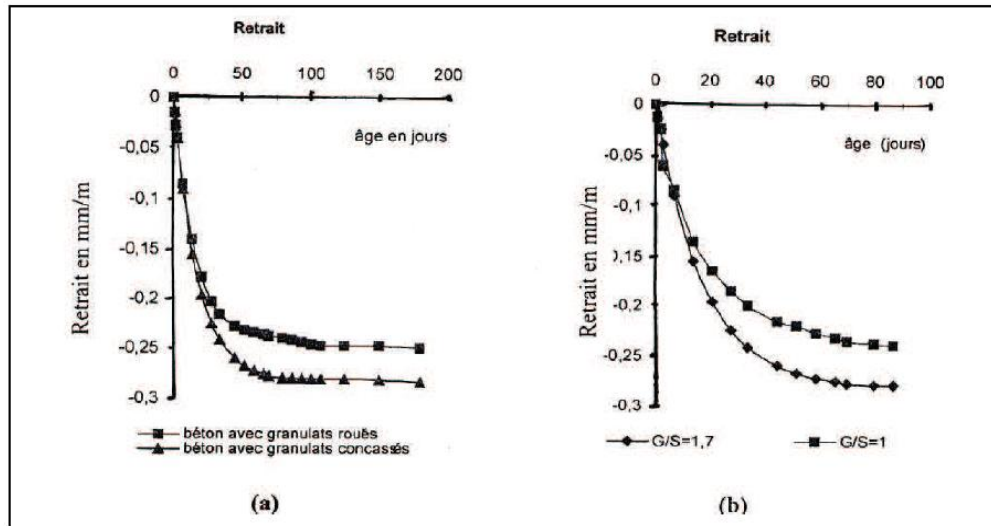 Retrait
0 50 100 150 200
0
âge en jours
-0,05
-0,1
-0,15
-0,2
-0,25
-0,3
Retrait en mm/m
béton avec granulats roués
béton avec granulats concassés
(a)
Retrait
0 20 40 60 80 100
0
âge (jours)
-0,05
-0,1
0,15
-0,2
-0,25
-0,3
Retrait en mm/m
G/S=1,7 G/S=1
(b)